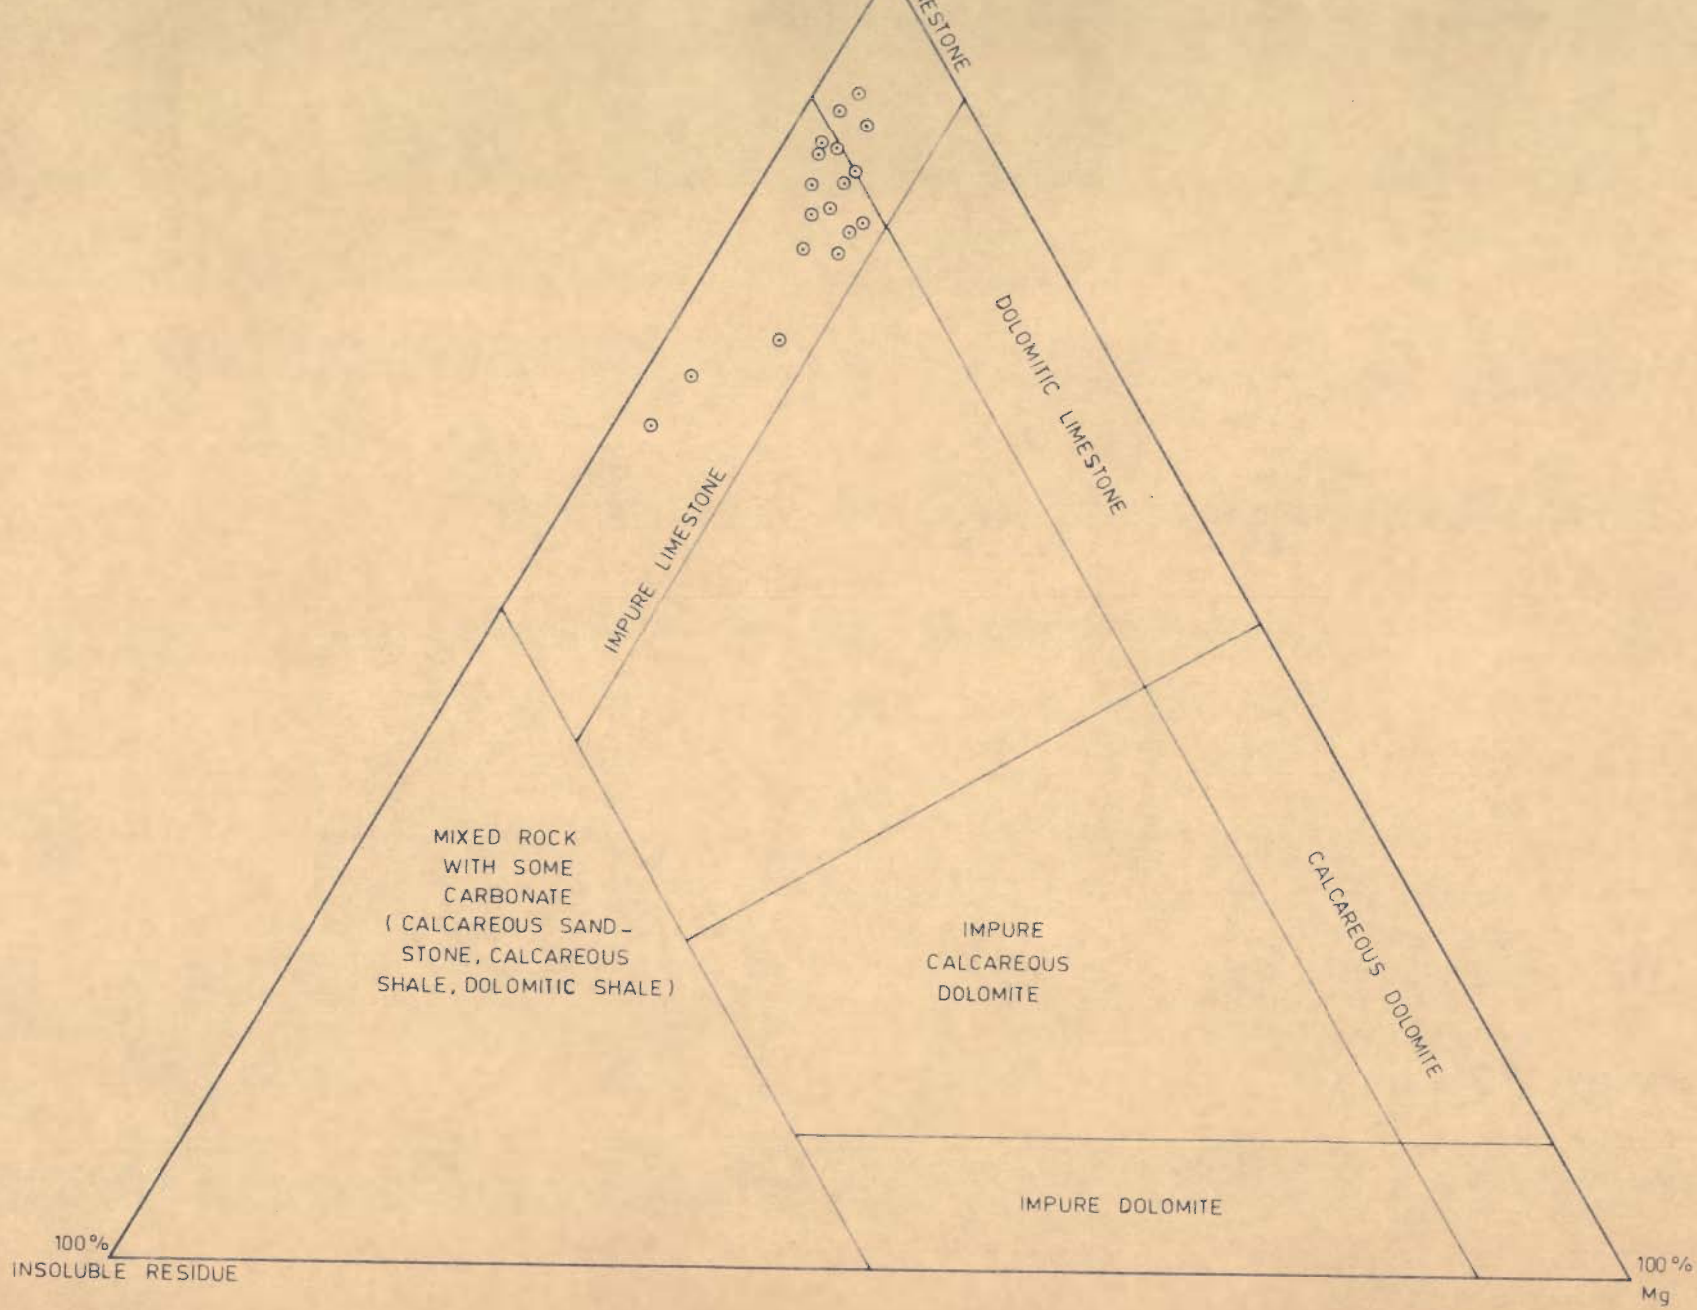 DOLOMITIC LIMESTONE
IMPURE LIMESTONE
MIXED ROCK
WITH SOME
CARBONATE
( CALCAREOUS SAND-
STONE, CALCAREOUS
SHALE, DOLOMITIC SHALE )
IMPURE
CALCAREOUS
DOLOMITE
CALCAREOUS DOLOMITE
IMPURE DOLOMITE
100%
INSOLUBLE RESIDUE
100%
Mg